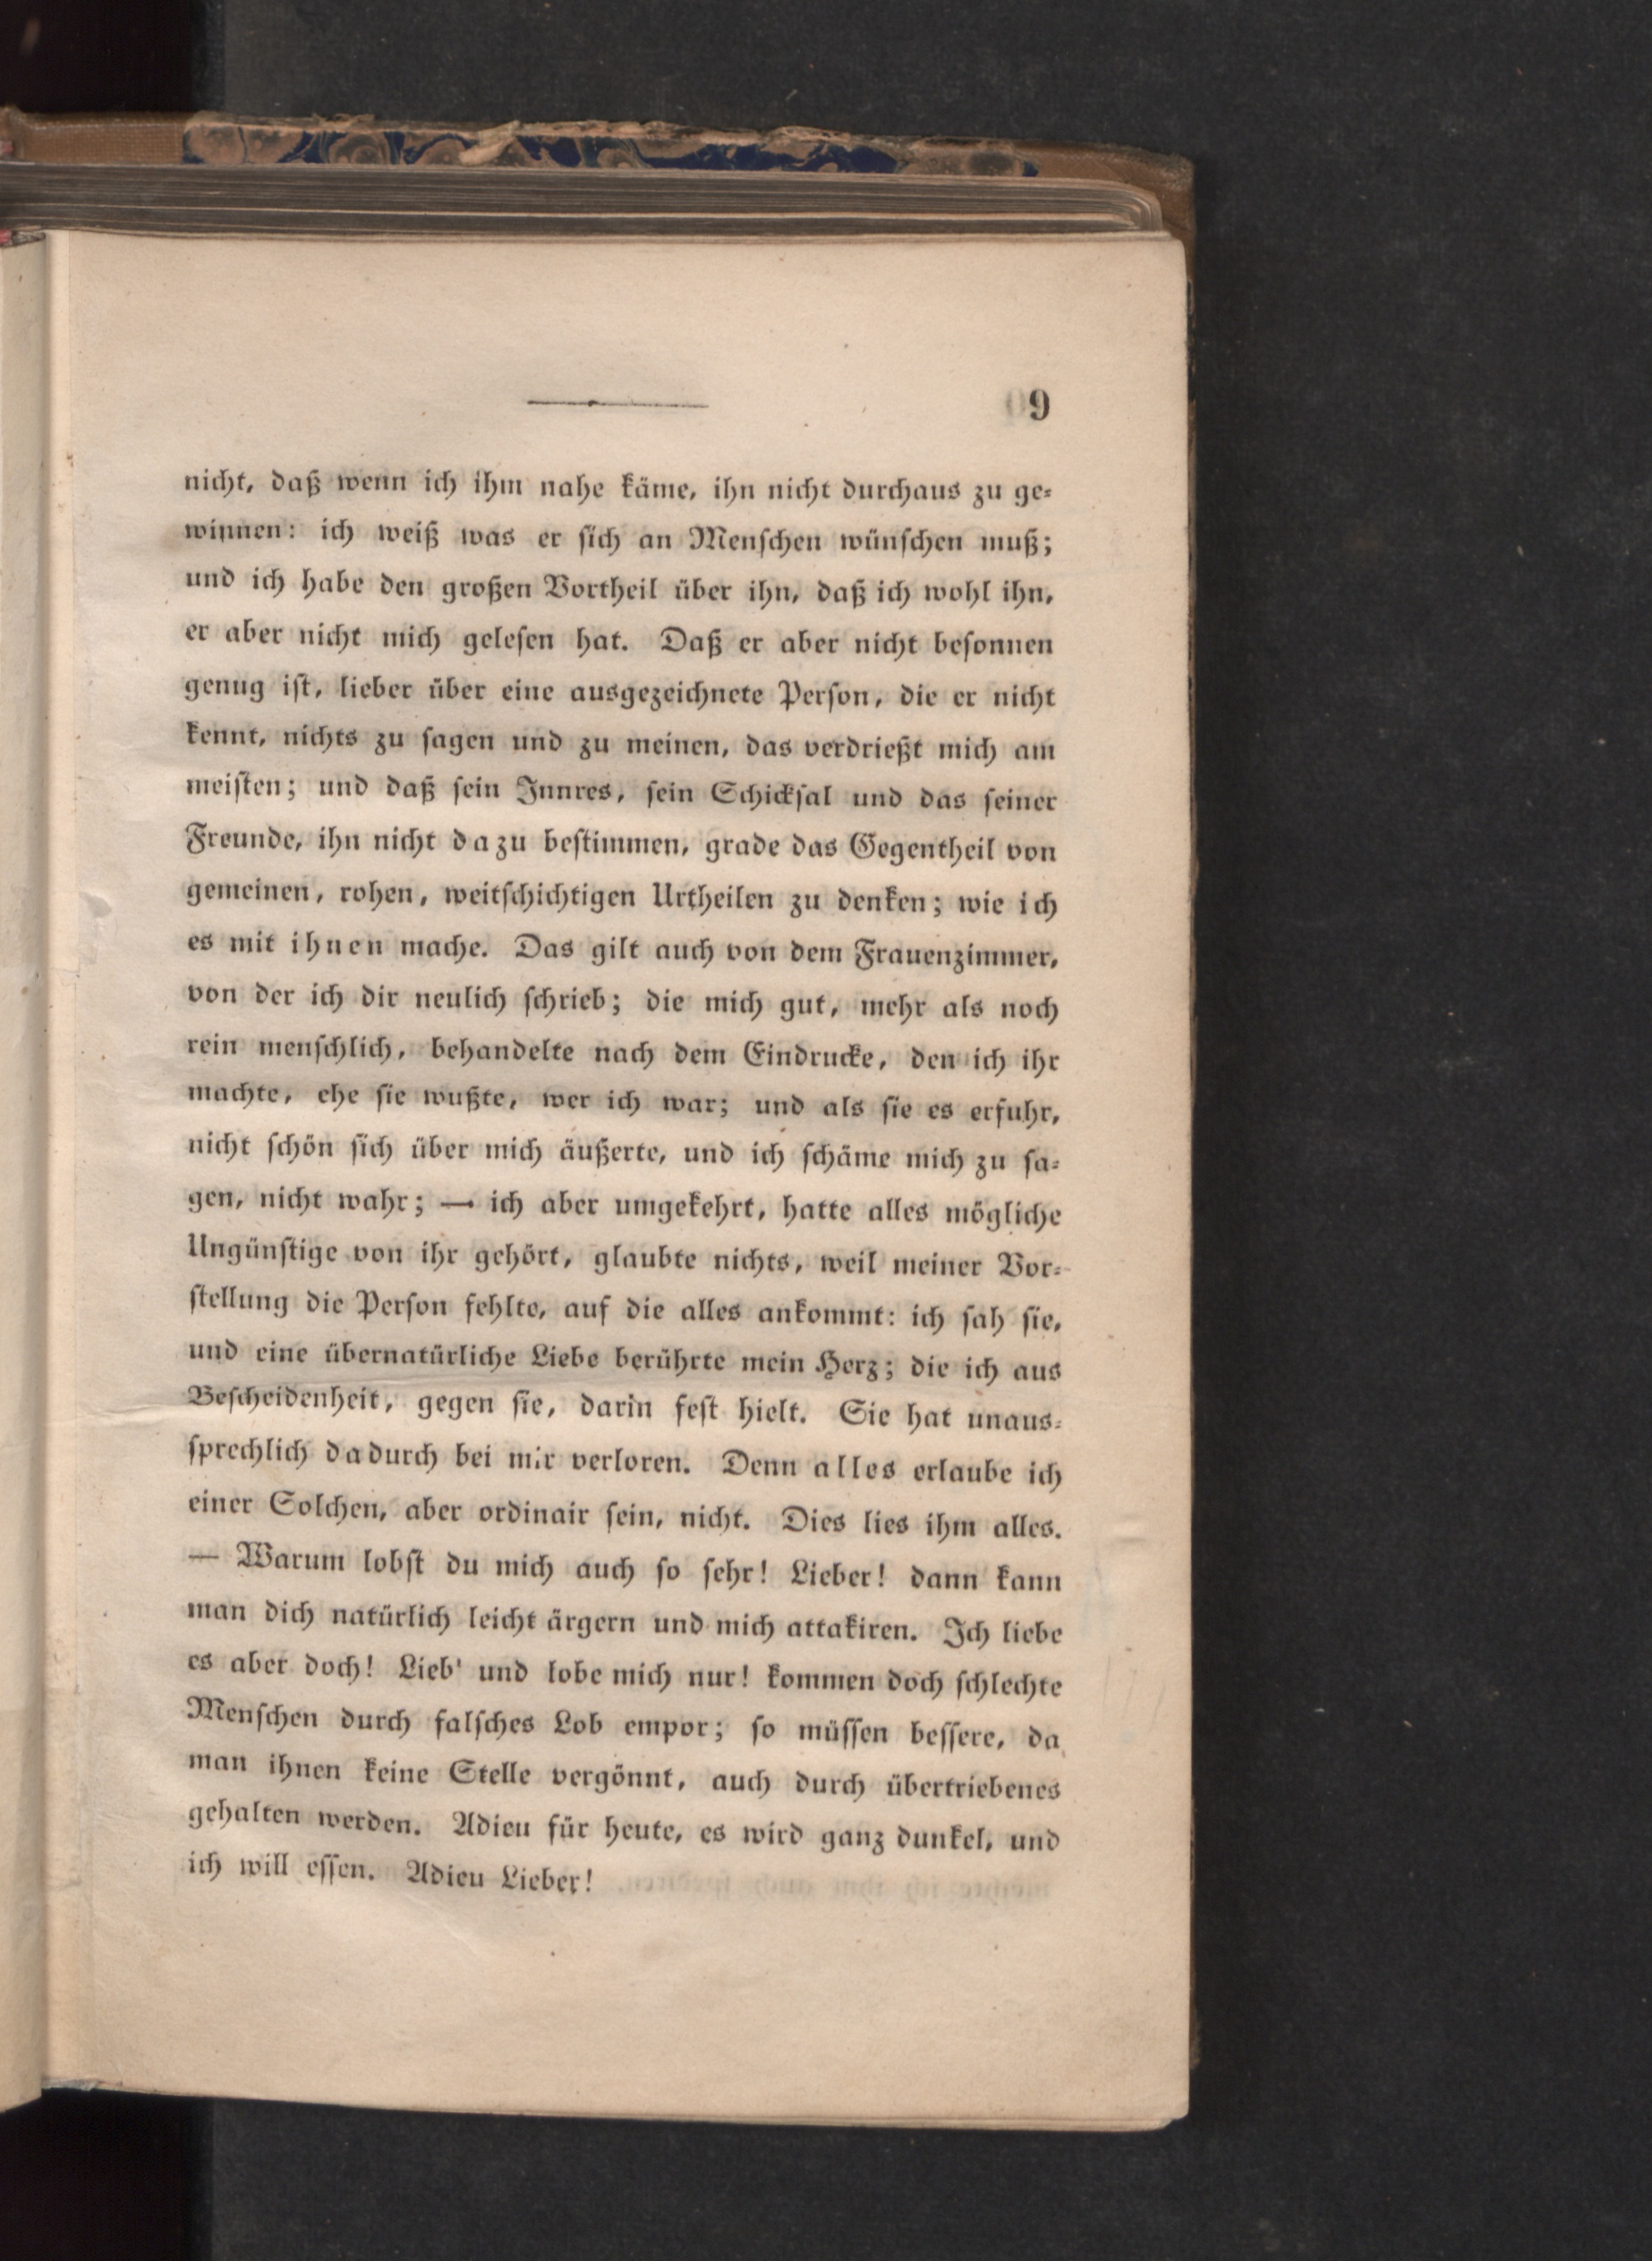 9
nicht, daß wenn ich ihm nahe käme, ihn nicht durchaus zu ge⸗
winnen: ich weiß was er ſich an Menſchen wünſchen muß;
und ich habe den großen Vortheil über ihn, daß ich wohl ihn,
er aber nicht mich geleſen hat. Daß er aber nicht beſonnen
genug iſt, lieber über eine ausgezeichnete Perſon, die er nicht
kennt, nichts zu ſagen und zu meinen, das verdrießt mich am
meiſten; und daß ſein Innres, ſein Schickſal und das ſeiner
Freunde, ihn nicht dazu beſtimmen, grade das Gegentheil von
gemeinen, rohen, weitſchichtigen Urtheilen zu denken; wie ich
es mit ihnen mache. Das gilt auch von dem Frauenzimmer,
von der ich dir neulich ſchrieb; die mich gut, mehr als noch
rein menſchlich, behandelte nach dem Eindrucke, den ich ihr
machte, ehe ſie wußte, wer ich war; und als ſie es erfuhr,
nicht ſchön ſich über mich äußerte, und ich ſchäme mich zu ſa⸗
gen, nicht wahr; — ich aber umgekehrt, hatte alles mögliche
Ungünſtige von ihr gehört, glaubte nichts, weil meiner Vor⸗
ſtellung die Perſon fehlte, auf die alles ankommt: ich ſah ſie,
und eine übernatürliche Liebe berührte mein Herz; die ich aus
Beſcheidenheit, gegen ſie, darin feſt hielt. Sie hat unaus⸗
ſprechlich dadurch bei mir verloren. Denn alles erlaube ich
einer Solchen, aber ordinair ſein, nicht. Dies lies ihm alles.
— Warum lobſt du mich auch ſo ſehr! Lieber! dann kann
man dich natürlich leicht ärgern und mich attakiren. Ich liebe
es aber doch! Lieb' und lobe mich nur! kommen doch ſchlechte
Menſchen durch falſches Lob empor; ſo müſſen beſſere, da
man ihnen keine Stelle vergönnt, auch durch übertriebenes
gehalten werden. Adieu für heute, es wird ganz dunkel, und
ich will eſſen. Adieu Lieber!